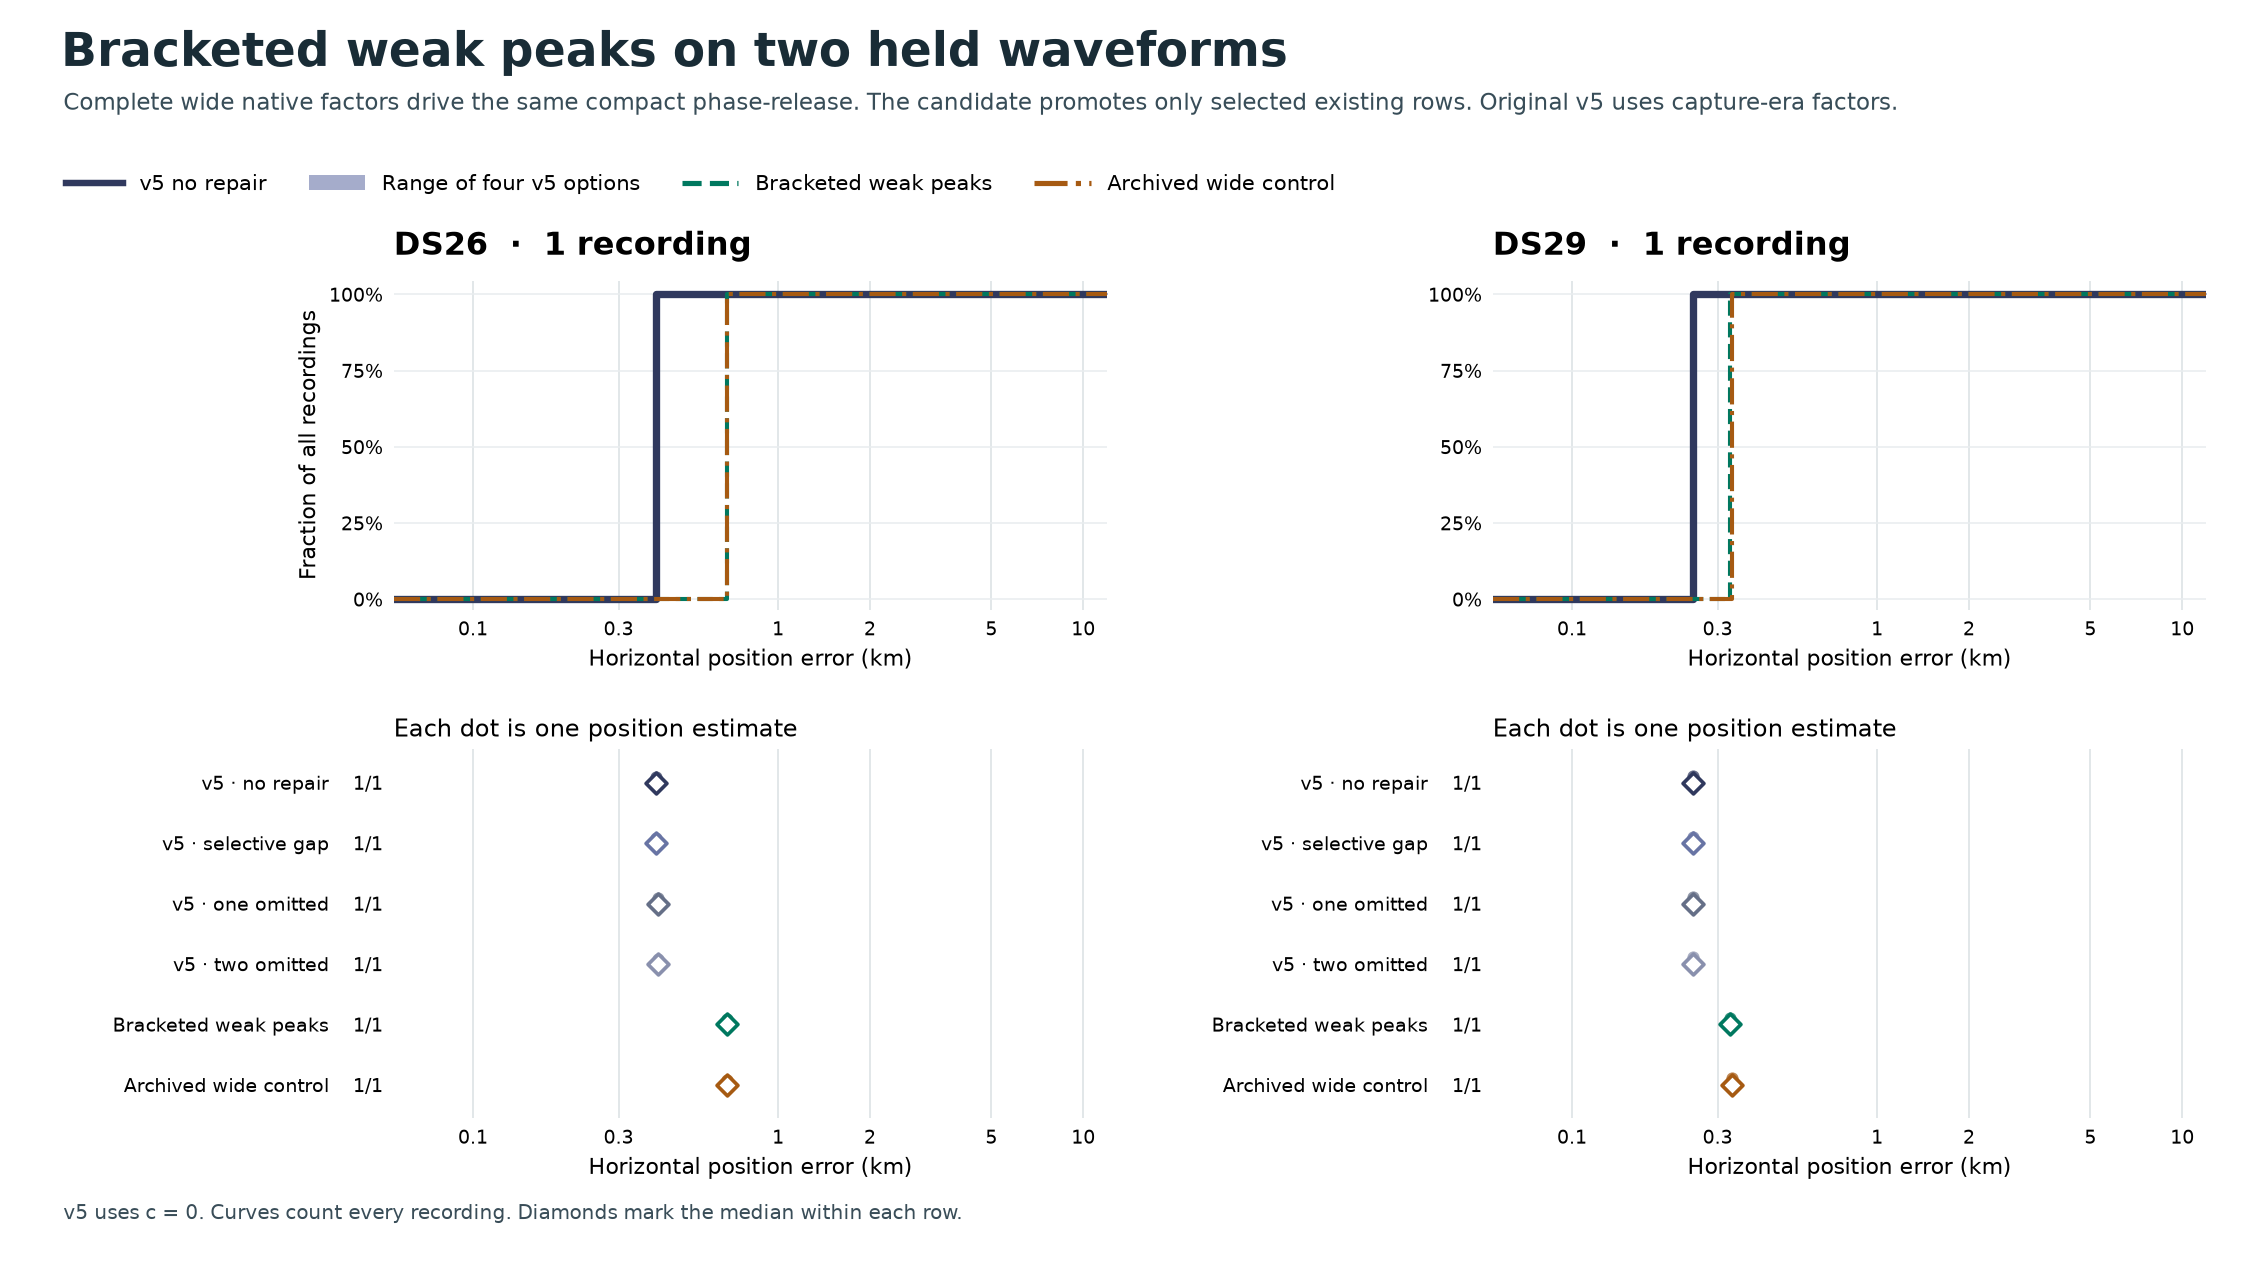 Bracketed weak peaks on two held waveforms
Complete wide native factors drive the same compact phase-release. The candidate promotes only selected existing rows. Original v5 uses capture-era factors.
v5 no repair
Range of four v5 options
Bracketed weak peaks
Archived wide control
DS26 · 1 recording
100%
75%
50%
25%
0%
Fraction of all recordings
0.1 0.3 1 2 5 10
Horizontal position error (km)
DS29 · 1 recording
100%
75%
50%
25%
0%
0.1 0.3 1 2 5 10
Horizontal position error (km)
Each dot is one position estimate
v5 · no repair 1/1
v5 · selective gap 1/1
v5 · one omitted 1/1
v5 · two omitted 1/1
Bracketed weak peaks 1/1
Archived wide control 1/1
0.1 0.3 1 2 5 10
Horizontal position error (km)
Each dot is one position estimate
v5 · no repair 1/1
v5 · selective gap 1/1
v5 · one omitted 1/1
v5 · two omitted 1/1
Bracketed weak peaks 1/1
Archived wide control 1/1
0.1 0.3 1 2 5 10
Horizontal position error (km)
v5 uses c = 0. Curves count every recording. Diamonds mark the median within each row.